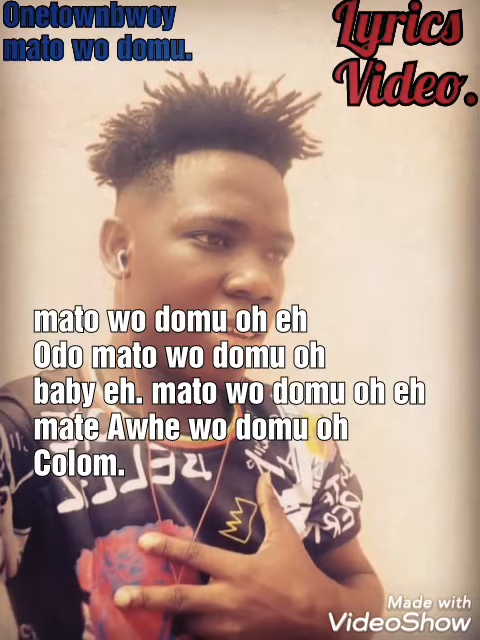 Onetownbwoy
mato wo domu.
Lyrics
Video.
mato wo domu oh eh
Odo mato wo domu oh
baby eh. mato wo domu oh eh
mate Awhe wo domu oh
Colom.
Made with
VideoShow